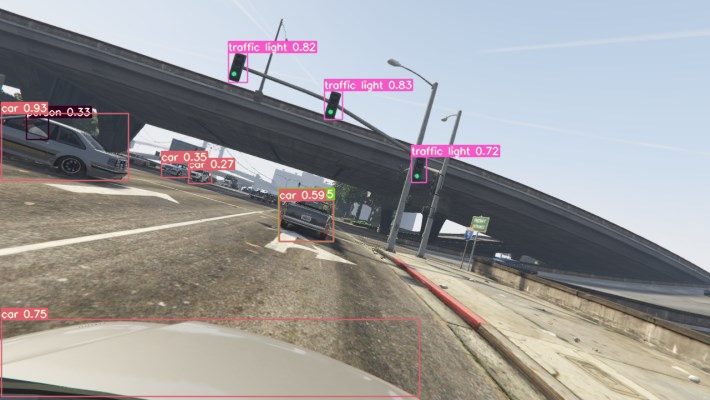 traffic light 0.82
traffic light 0.83
car 0.93
person 0.33
traffic light 0.72
car 0.35
car 0.27
car 0.59
5
car 0.75